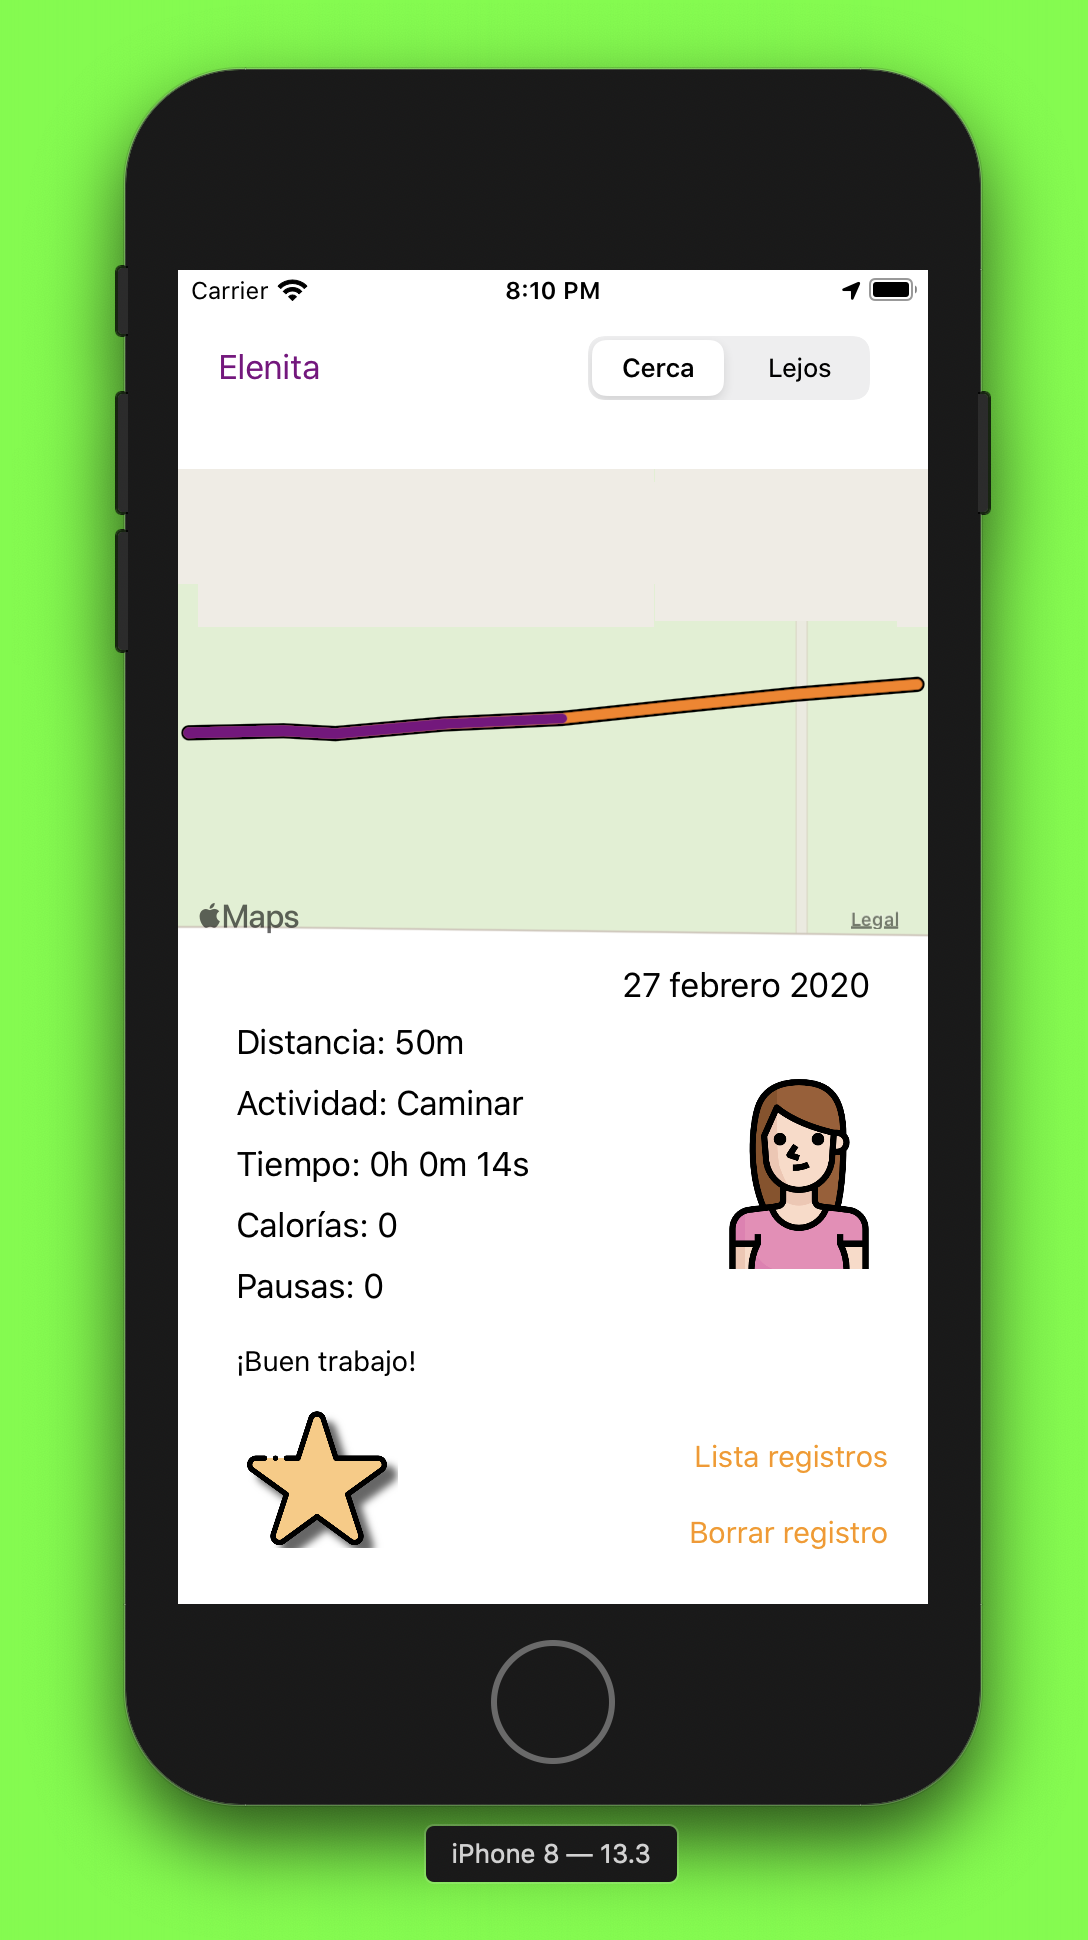 Carrier 8:10 PM
Elenita
Cerca Lejos
Maps
Legal
27 febrero 2020
Distancia: 50m
Actividad: Caminar
Tiempo: 0h 0m 14s
Calorías: 0
Pausas: 0
¡Buen trabajo!
Lista registros
Borrar registro
iPhone 8 — 13.3